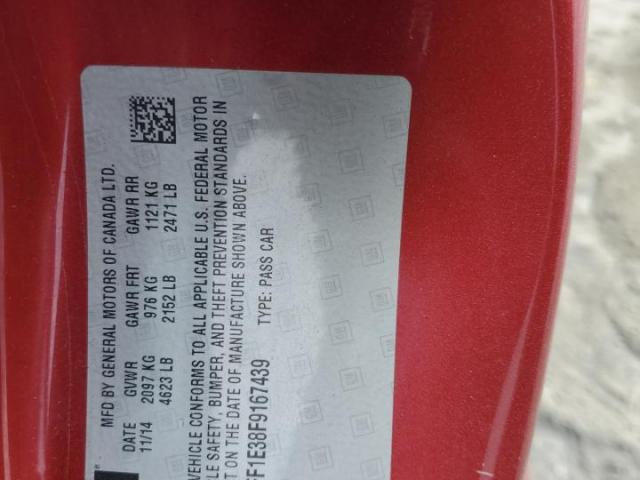 MFD BY GENERAL MOTORS OF CANADA LTD.
DATE GVWR GAWR FRT GAWR RR
11/14 2097 KG 976 KG 1121 KG
4623 LB 2152 LB 2471 LB
VEHICLE CONFORMS TO ALL APPLICABLE U.S. FEDERAL MOTOR
LE SAFETY, BUMPER, AND THEFT PREVENTION STANDARDS IN
T ON THE DATE OF MANUFACTURE SHOWN ABOVE.
F1E38F9167439 TYPE: PASS CAR